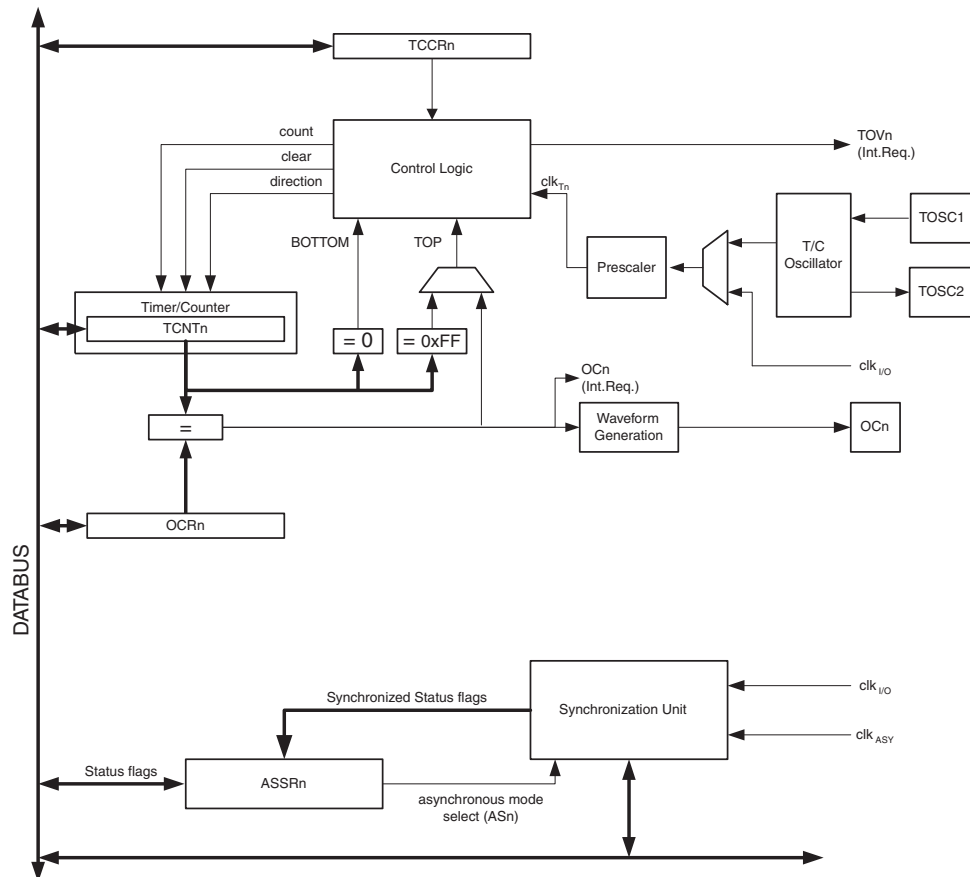 TCCRn
count
clear
direction
Control Logic
TOVn
(Int.Req.)
clkTn
BOTTOM
TOP
Prescaler
T/C
Oscillator
TOSC1
TOSC2
Timer/Counter
TCNTn
= 0
= 0xFF
OCn
(Int.Req.)
clkI/O
=
Waveform
Generation
OCn
OCRn
DATABUS
Synchronized Status flags
Synchronization Unit
clkI/O
clkASY
Status flags
ASSRn
asynchronous mode
select (ASn)